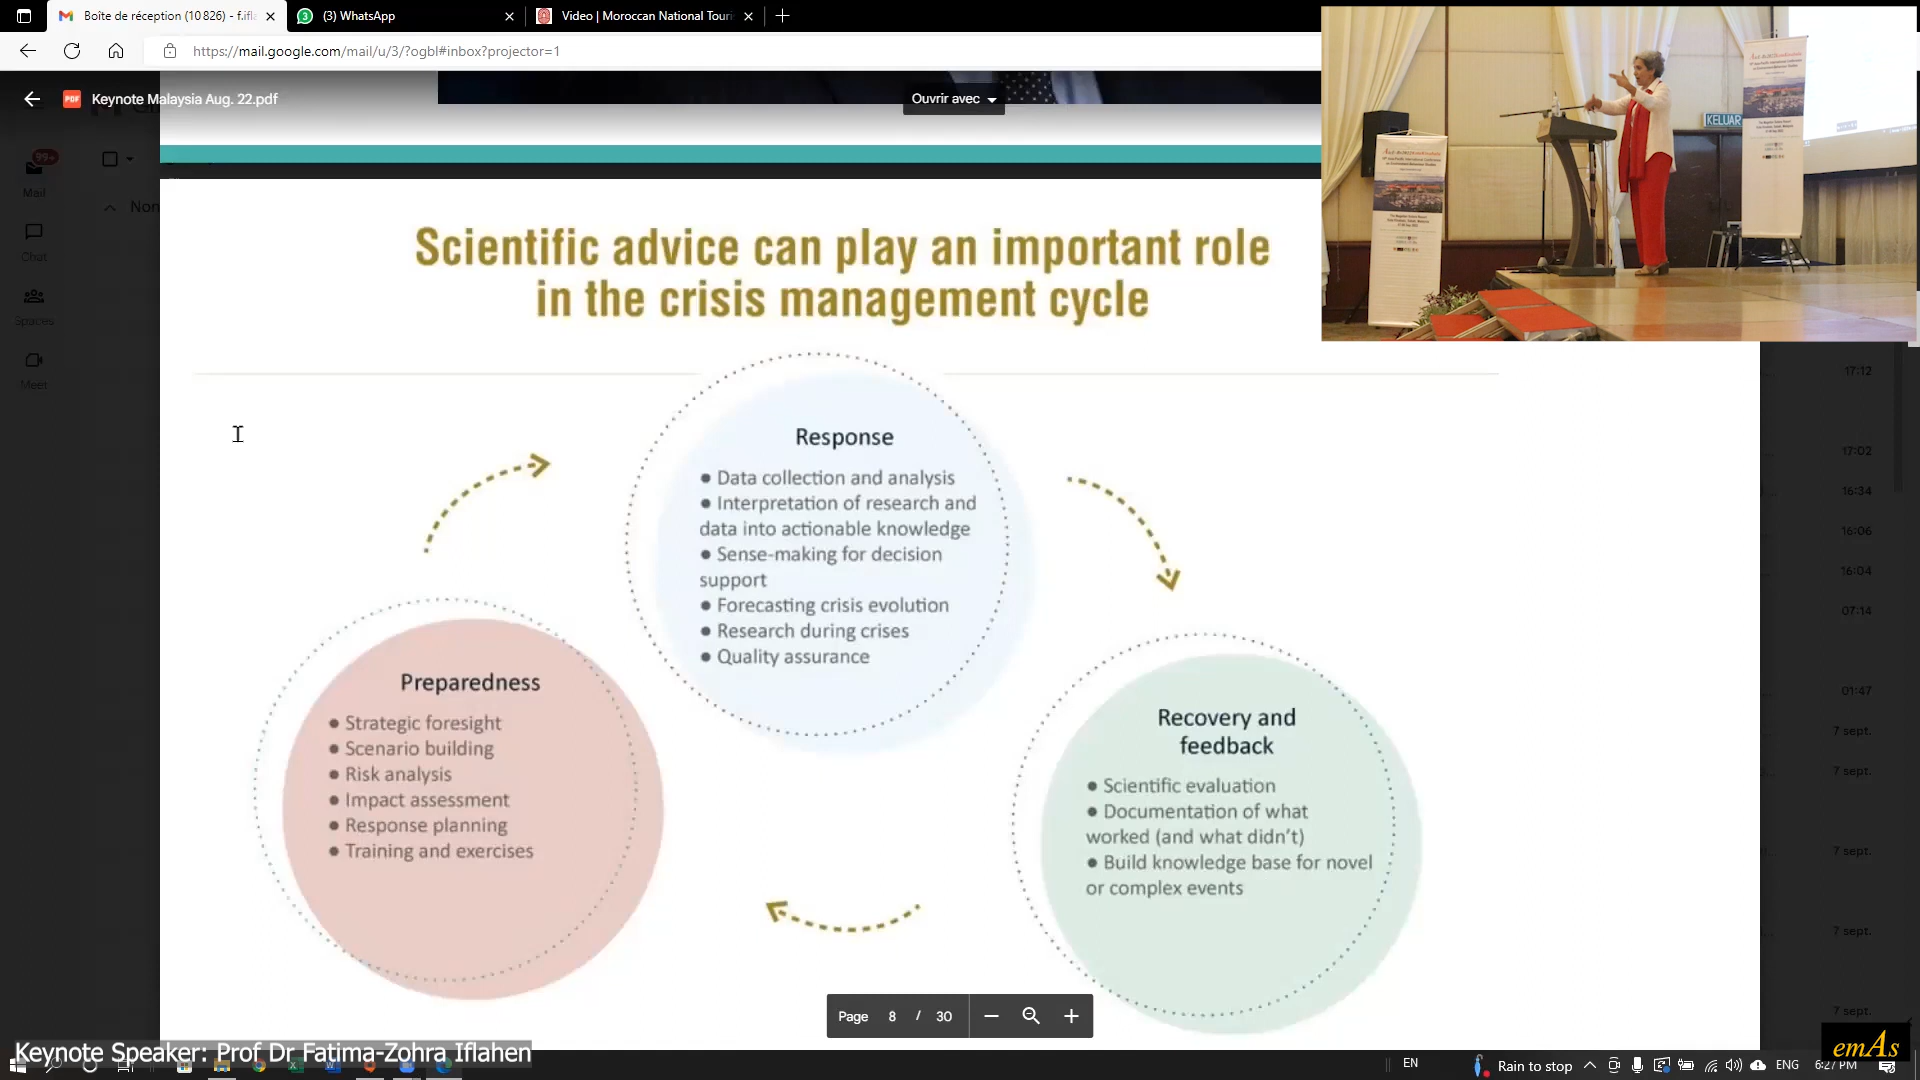 Boîte de réception (10 826) - f.ifla
(3) WhatsApp
Video | Moroccan National Touri
https://mail.google.com/mail/u/3/?ogbl#inbox?projector=1
PDF
Keynote Malaysia Aug. 22.pdf
Ouvrir avec
99+
Mail
Non
Chat
Spaces
Meet
KELUAR
Scientific advice can play an important role
in the crisis management cycle
Response
● Data collection and analysis
● Interpretation of research and
data into actionable knowledge
● Sense-making for decision
support
● Forecasting crisis evolution
● Research during crises
● Quality assurance
Preparedness
● Strategic foresight
● Scenario building
● Risk analysis
● Impact assessment
● Response planning
● Training and exercises
Recovery and
feedback
● Scientific evaluation
● Documentation of what
worked (and what didn't)
● Build knowledge base for novel
or complex events
17:12
17:02
16:34
16:06
16:04
07:14
01:47
7 sept.
7 sept.
7 sept.
7 sept.
7 sept.
Page 8 / 30
Keynote Speaker: Prof Dr Fatima-Zohra Iflahen
emAs
EN
Rain to stop
ENG
6:27 PM